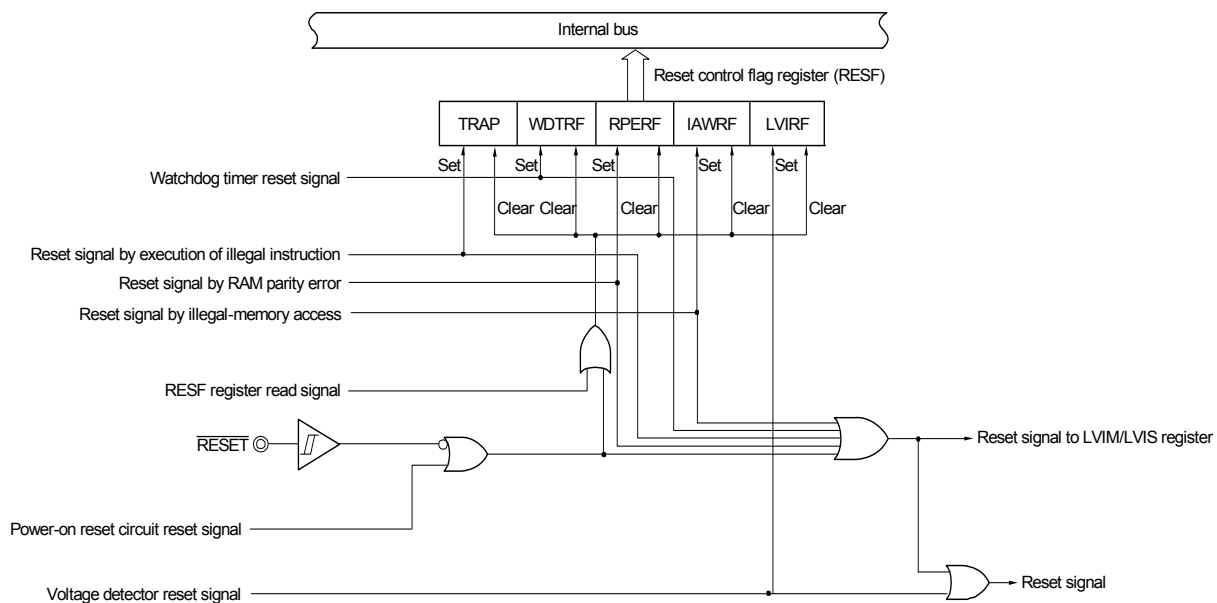 Internal bus
Reset control flag register (RESF)
TRAP WDTRF RPERF IAWRF LVIRF
Set Set Set Set Set
Watchdog timer reset signal
Clear Clear Clear Clear Clear
Reset signal by execution of illegal instruction
Reset signal by RAM parity error
Reset signal by illegal-memory access
RESF register read signal
RESET
Reset signal to LVIM/LVIS register
Power-on reset circuit reset signal
Reset signal
Voltage detector reset signal